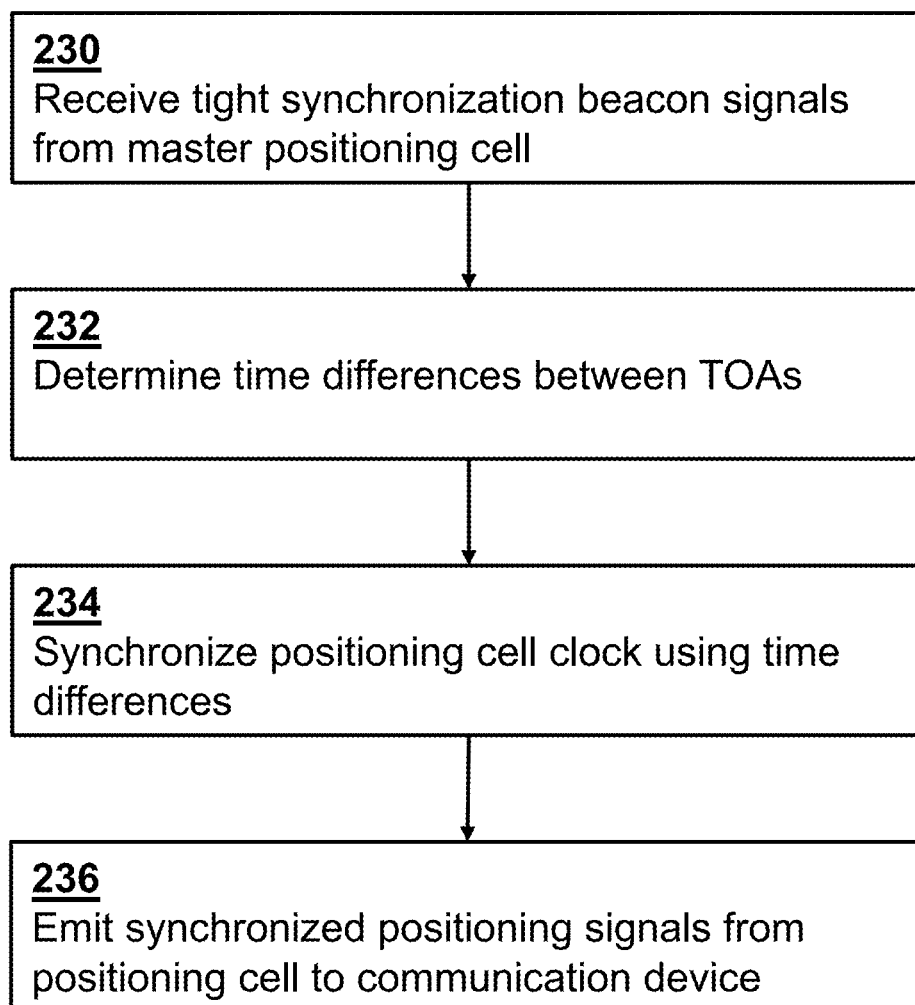 230
Receive tight synchronization beacon signals
from master positioning cell
232
Determine time differences between TOAs
234
Synchronize positioning cell clock using time
differences
236
Emit synchronized positioning signals from
positioning cell to communication device